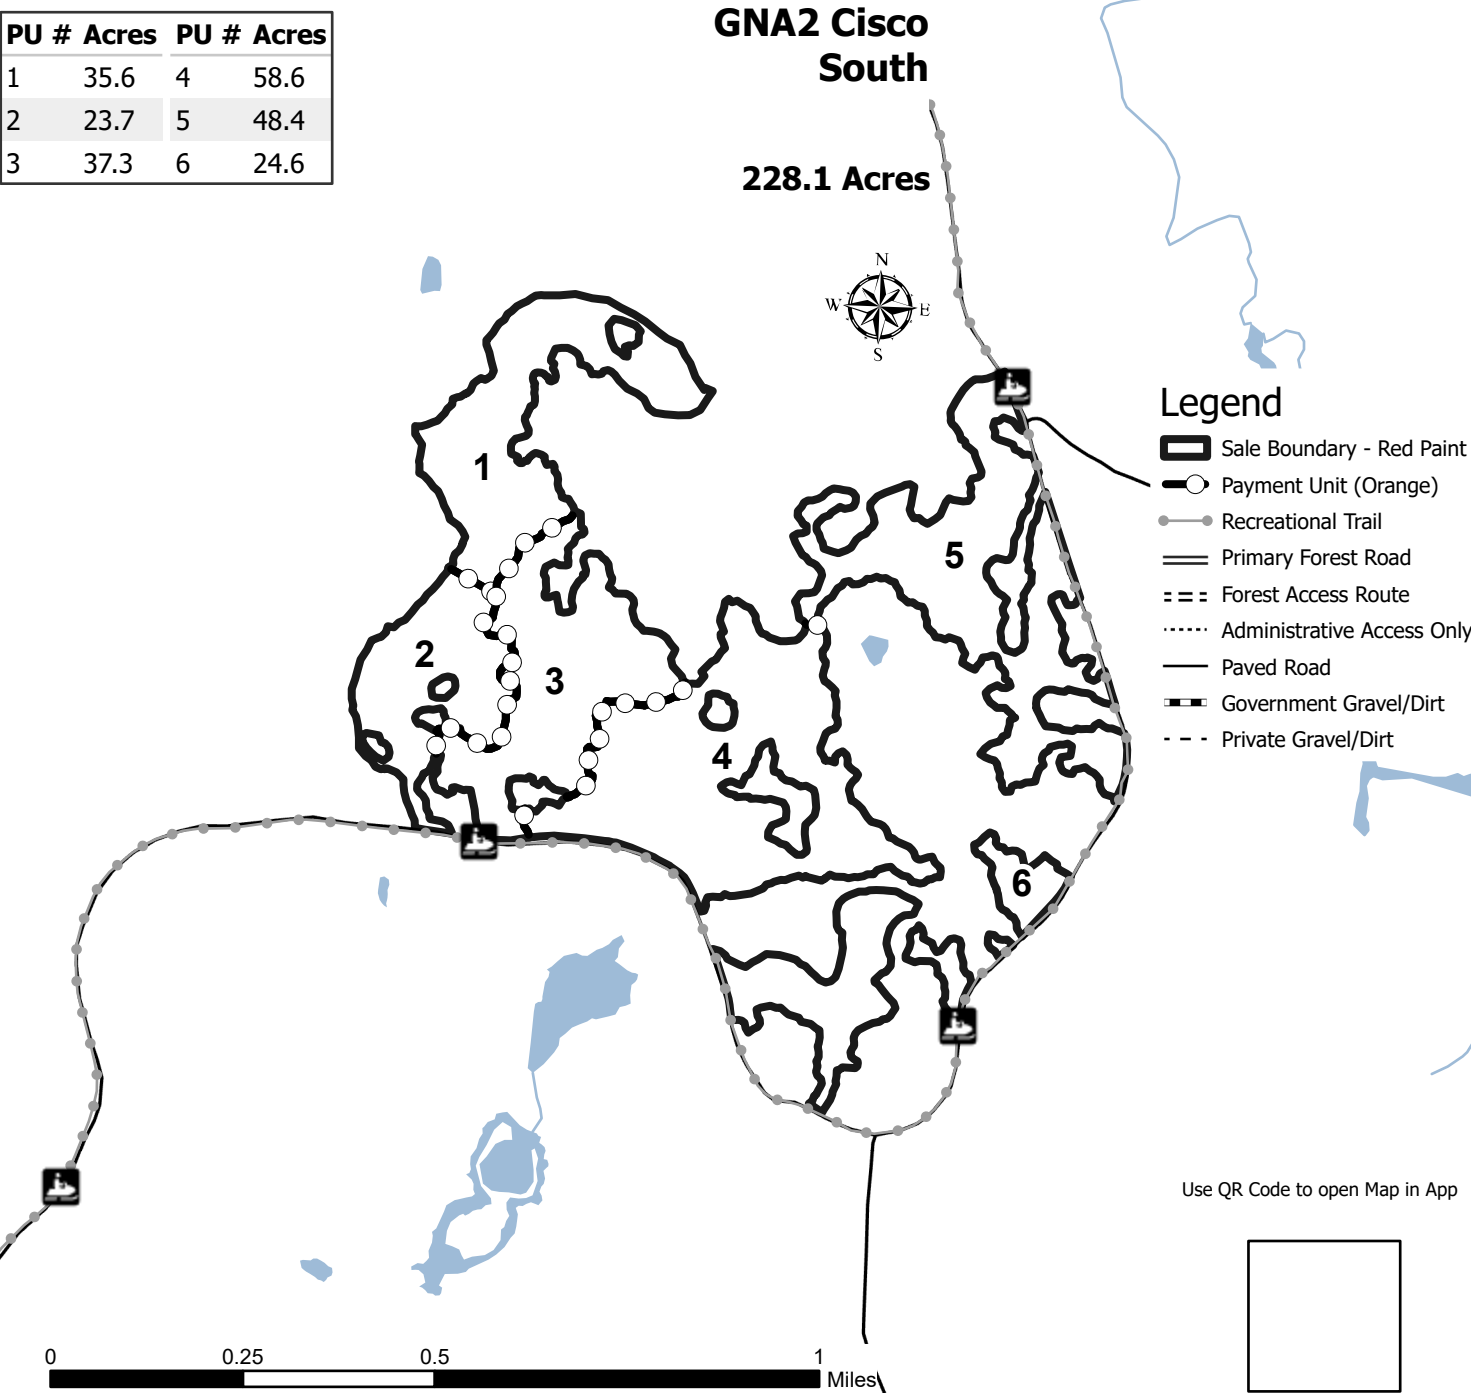 PU # Acres PU # Acres
1 35.6 4 58.6
2 23.7 5 48.4
3 37.3 6 24.6
GNA2 Cisco
South
228.1 Acres
N
W E
S
1
2
3
4
5
6
Legend
Sale Boundary - Red Paint
Payment Unit (Orange)
Recreational Trail
Primary Forest Road
Forest Access Route
Administrative Access Only
Paved Road
Government Gravel/Dirt
Private Gravel/Dirt
Use QR Code to open Map in App
0 0.25 0.5 1
Miles